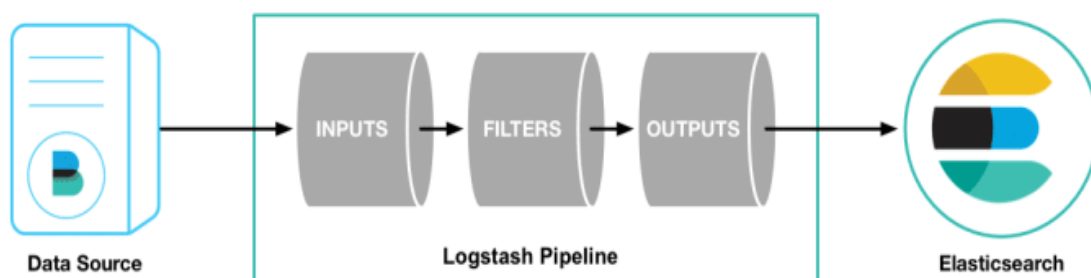 INPUTS
FILTERS
OUTPUTS
Data Source
Logstash Pipeline
Elasticsearch